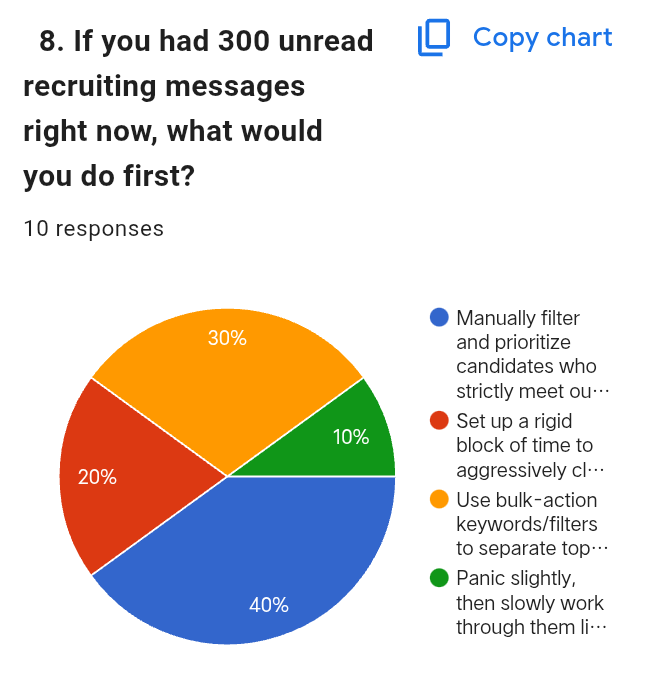 8. If you had 300 unread
recruiting messages
right now, what would
you do first?
Copy chart
10 responses
30%
10%
20%
40%
Manually filter
and prioritize
candidates who
strictly meet ou…
Set up a rigid
block of time to
aggressively cl…
Use bulk-action
keywords/filters
to separate top…
Panic slightly,
then slowly work
through them li…